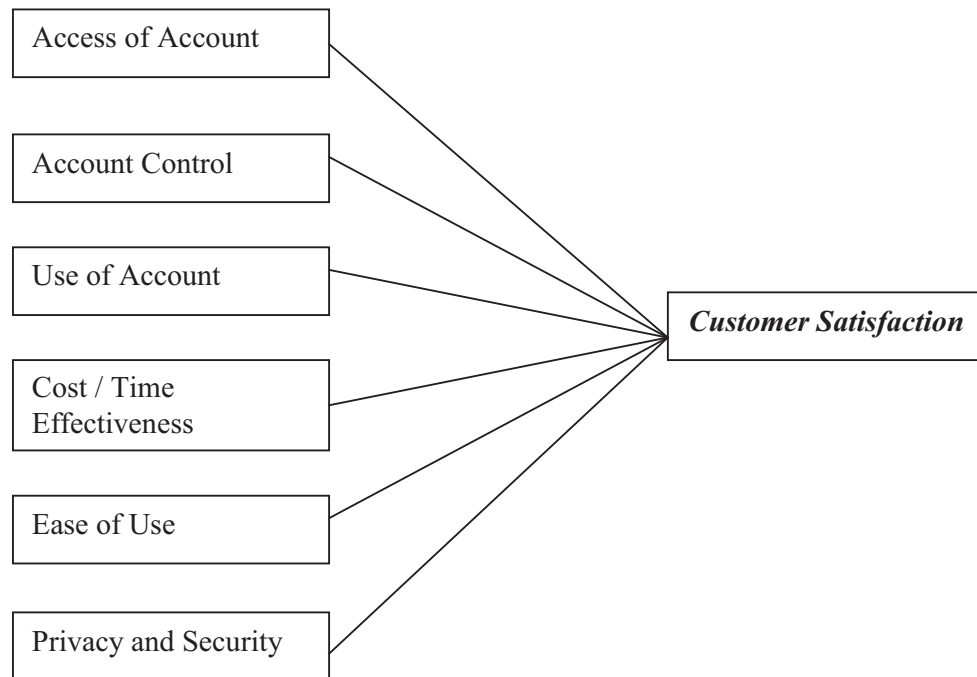 Access of Account
Account Control
Use of Account
Customer Satisfaction
Cost / Time
Effectiveness
Ease of Use
Privacy and Security